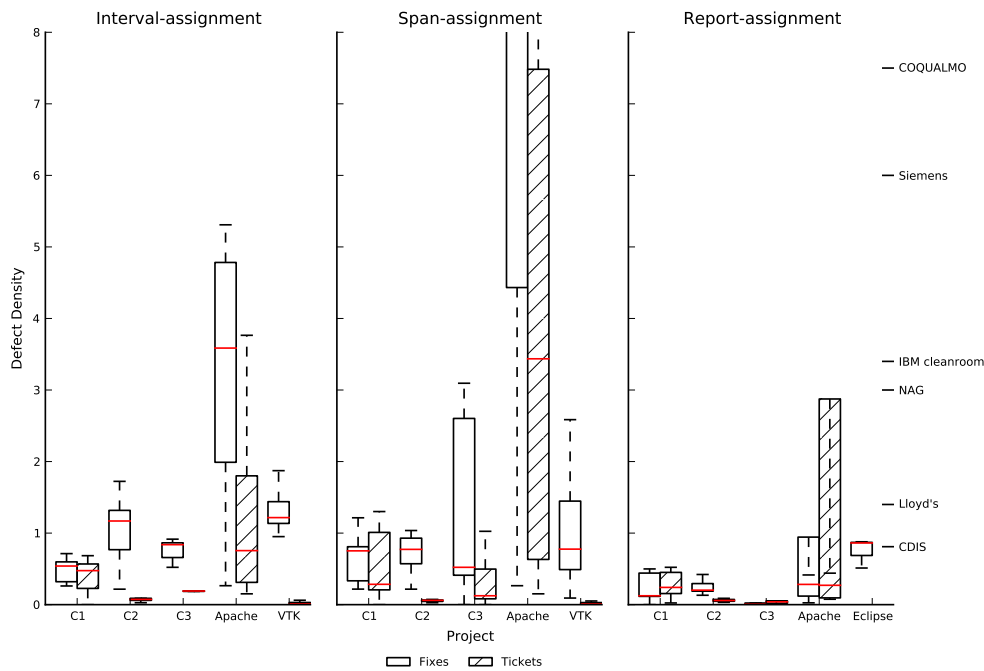 Interval-assignment Span-assignment Report-assignment
8
7
6
5
4
3
2
1
0
Defect Density
COQUALMO
Siemens
IBM cleanroom
NAG
Lloyd's
CDIS
C1 C2 C3 Apache VTK C1 C2 C3 Apache VTK C1 C2 C3 Apache Eclipse
Project
Fixes Tickets